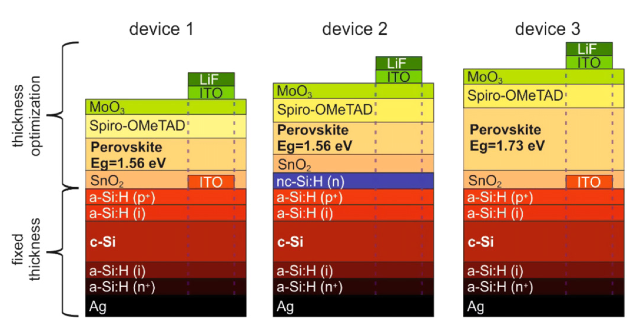 device 1
device 2
device 3
thickness
optimization
fixed
thickness
LiF
ITO
MoO₃
Spiro-OMeTAD
Perovskite
Eg=1.56 eV
SnO₂
ITO
a-Si:H (p⁺)
a-Si:H (i)
c-Si
a-Si:H (i)
a-Si:H (n⁺)
Ag
LiF
ITO
MoO₃
Spiro-OMeTAD
Perovskite
Eg=1.56 eV
SnO₂
nc-Si:H (n)
a-Si:H (p⁺)
a-Si:H (i)
c-Si
a-Si:H (i)
a-Si:H (n⁺)
Ag
LiF
ITO
MoO₃
Spiro-OMeTAD
Perovskite
Eg=1.73 eV
SnO₂
ITO
a-Si:H (p⁺)
a-Si:H (i)
c-Si
a-Si:H (i)
a-Si:H (n⁺)
Ag